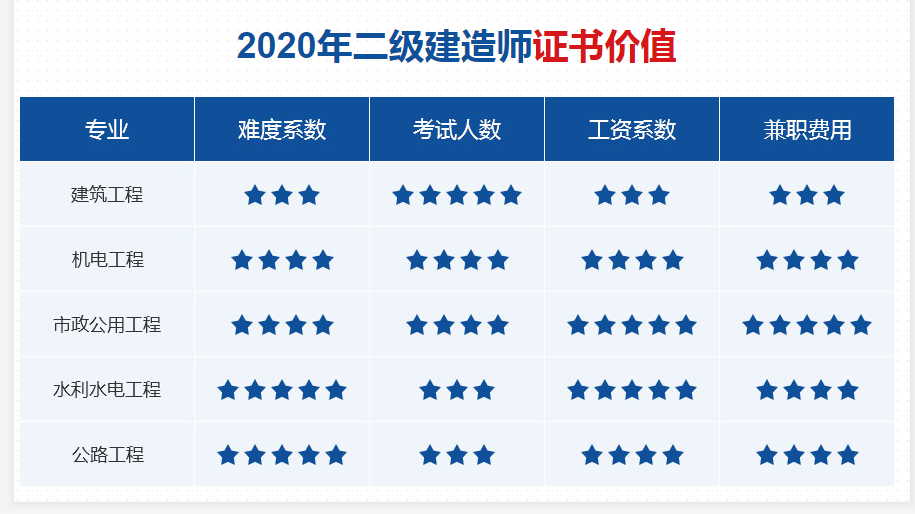 2020年二级建造师证书价值
专业 难度系数 考试人数 工资系数 兼职费用
建筑工程 ★★★ ★★★★★ ★★★ ★★★
机电工程 ★★★★ ★★★★ ★★★★ ★★★★
市政公用工程 ★★★★ ★★★★ ★★★★★ ★★★★★
水利水电工程 ★★★★★ ★★★ ★★★★★ ★★★★
公路工程 ★★★★★ ★★★ ★★★★ ★★★★